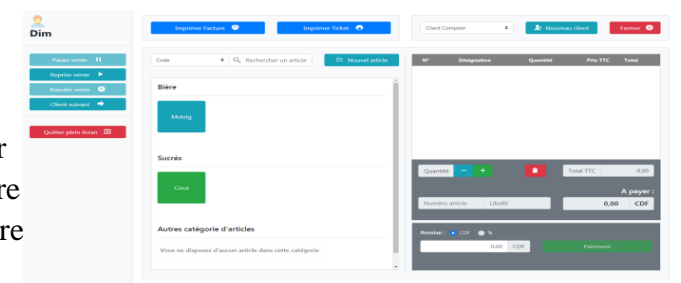 Dim
Imprimer Facture
Imprimer Ticket
Client Comptoir
Nouveau client
Fermer
Pause vente
Reprise vente
Annuler vente
Client suivant
Quitter plein écran
r
re
re
Code
Rechercher un article
Nouvel article
Bière
Mutzig
Sucrés
Coca
Autres catégorie d'articles
Vous ne disposez d'aucun article dans cette catégorie
N° Désignation Quantité Prix TTC Total
Quantité - +
Total TTC 0.00
A payer :
Numéro article Libellé
0,00 CDF
Remise : CDF %
0.00 CDF
Paiement